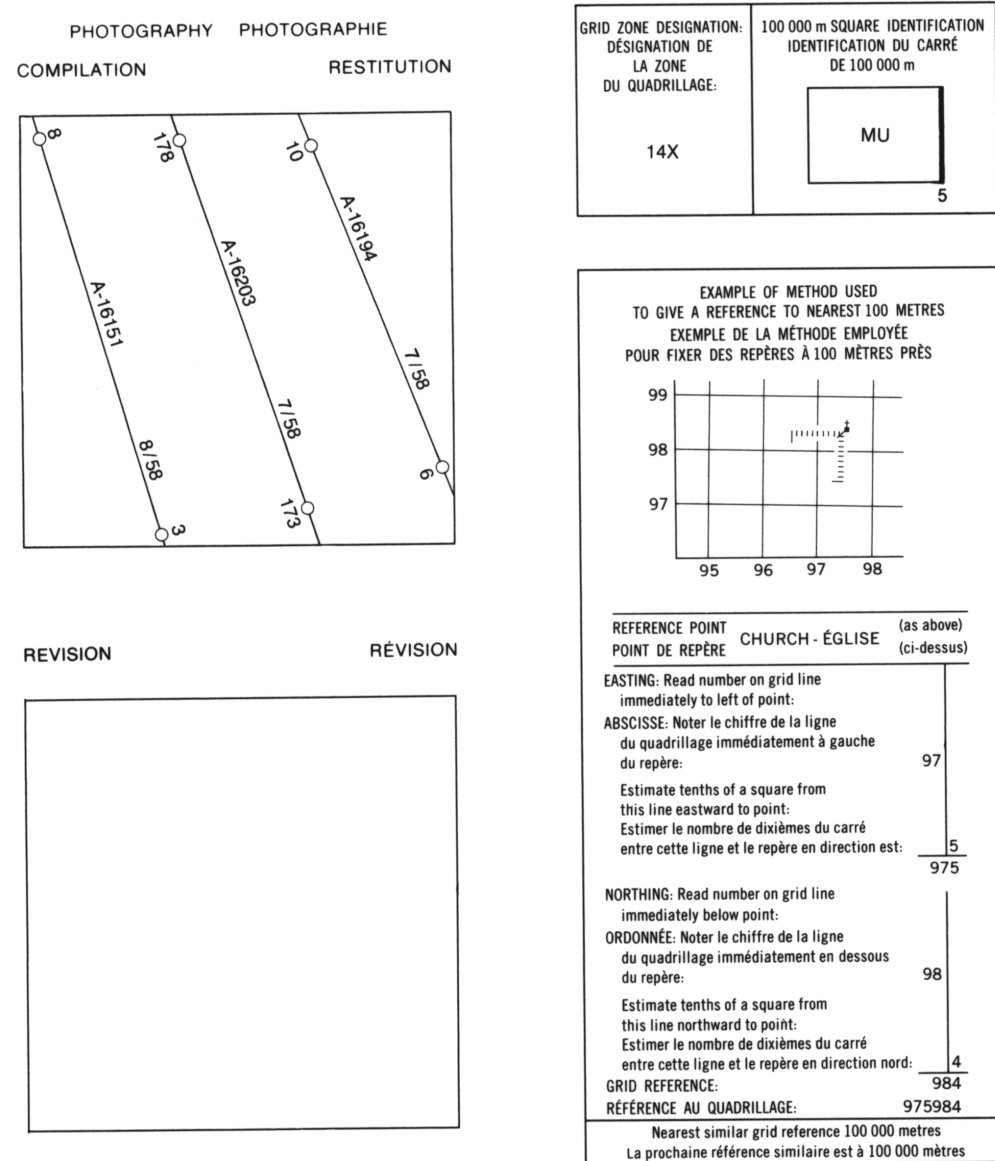 PHOTOGRAPHY PHOTOGRAPHIE
COMPILATION RESTITUTION
8
178
10
A-16194
A-16203
A-16151
7/58
7/58
8/58
6
173
3
REVISION RÉVISION
GRID ZONE DESIGNATION:
DÉSIGNATION DE
LA ZONE
DU QUADRILLAGE:
14X
100 000 m SQUARE IDENTIFICATION
IDENTIFICATION DU CARRÉ
DE 100 000 m
MU
5
EXAMPLE OF METHOD USED
TO GIVE A REFERENCE TO NEAREST 100 METRES
EXEMPLE DE LA MÉTHODE EMPLOYÉE
POUR FIXER DES REPÈRES À 100 MÈTRES PRÈS
99
98
97
95 96 97 98
REFERENCE POINT
POINT DE REPÈRE
CHURCH - ÉGLISE
(as above)
(ci-dessus)
EASTING: Read number on grid line
immediately to left of point:
ABSCISSE: Noter le chiffre de la ligne
du quadrillage immédiatement à gauche
du repère: 97
Estimate tenths of a square from
this line eastward to point:
Estimer le nombre de dixièmes du carré
entre cette ligne et le repère en direction est: 5
975
NORTHING: Read number on grid line
immediately below point:
ORDONNÉE: Noter le chiffre de la ligne
du quadrillage immédiatement en dessous
du repère: 98
Estimate tenths of a square from
this line northward to point:
Estimer le nombre de dixièmes du carré
entre cette ligne et le repère en direction nord: 4
GRID REFERENCE: 984
RÉFÉRENCE AU QUADRILLAGE: 975984
Nearest similar grid reference 100 000 metres
La prochaine référence similaire est à 100 000 mètres